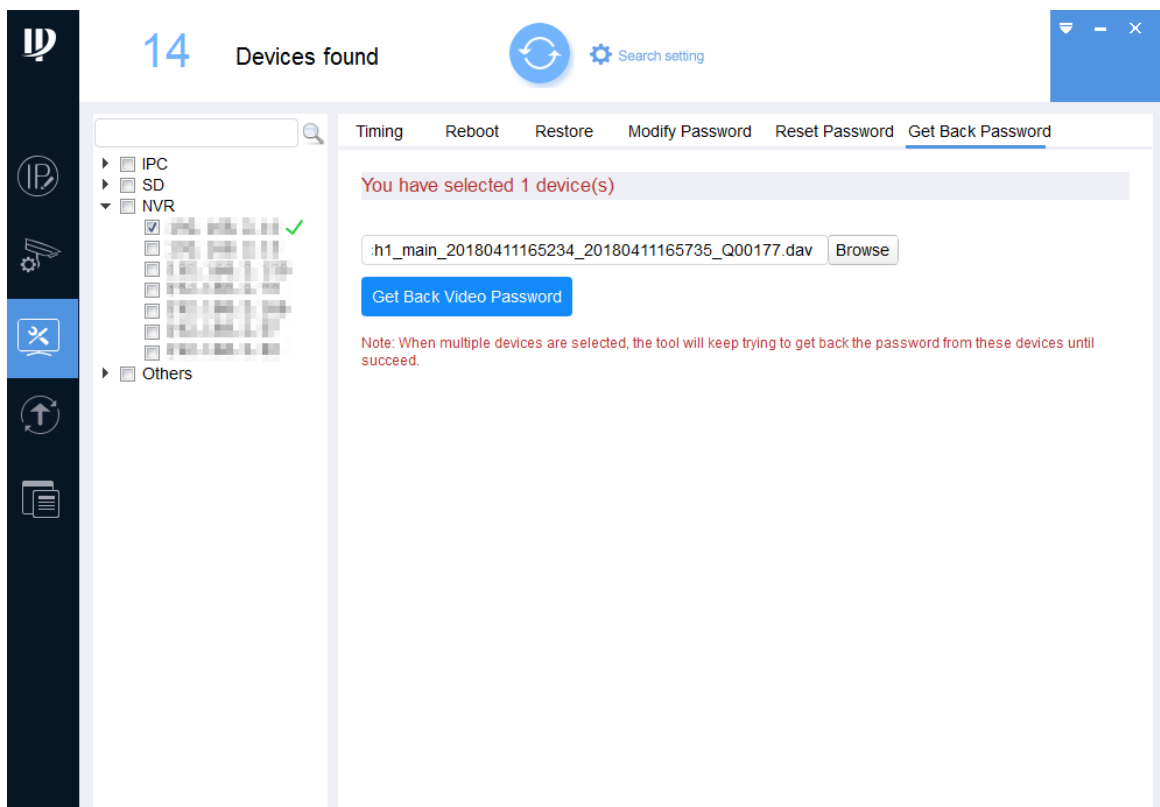 14 Devices found
Search setting
Timing Reboot Restore Modify Password Reset Password Get Back Password
IPC
SD
NVR
Others
You have selected 1 device(s)
:h1_main_20180411165234_20180411165735_Q00177.dav Browse
Get Back Video Password
Note: When multiple devices are selected, the tool will keep trying to get back the password from these devices until
succeed.